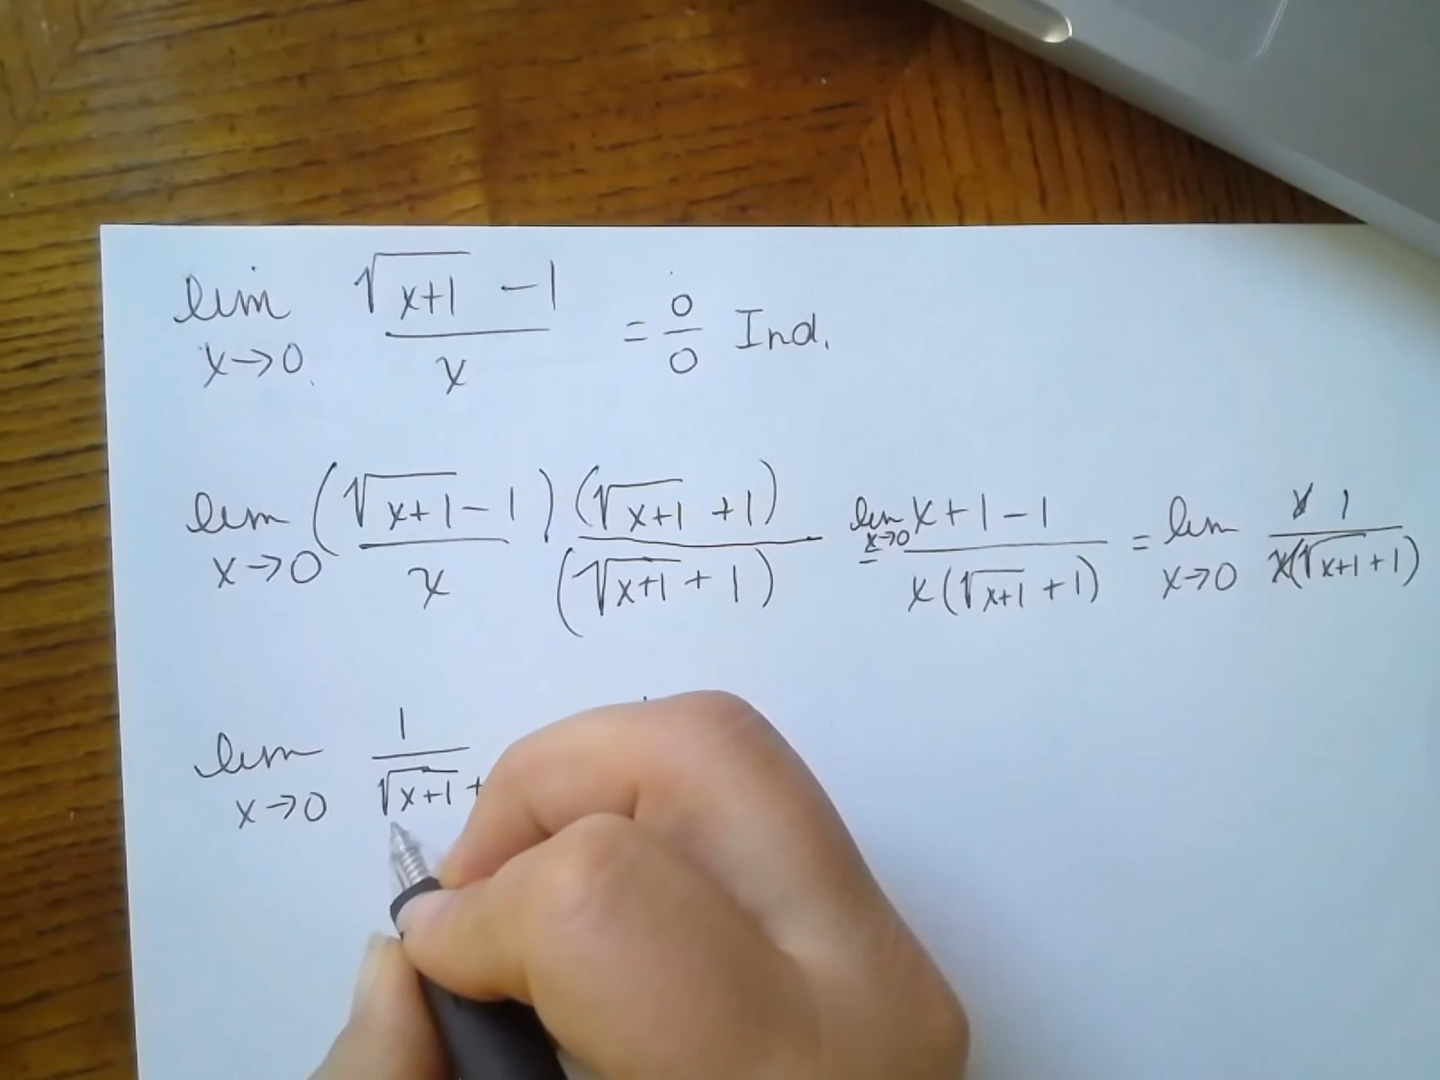 lim x→0 (√(x+1) - 1)/x = 0/0 Ind.
lim x→0 ((√(x+1) - 1)/x) (√(x+1) + 1)/(√(x+1) + 1) = lim x→0 (x+1-1)/(x(√(x+1) + 1)) = lim x→0 x 1/(x(√(x+1) + 1))
lim x→0 1/(√(x+1) +